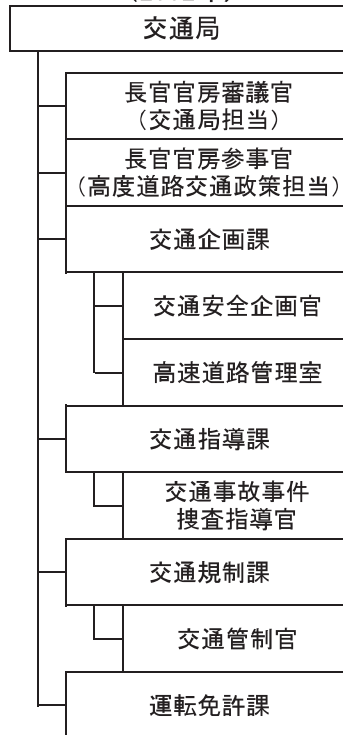 交通局
長官官房審議官
（交通局担当）
長官官房参事官
（高度道路交通政策担当）
交通企画課
交通安全企画官
高速道路管理室
交通指導課
交通事故事件
捜査指導官
交通規制課
交通管制官
運転免許課